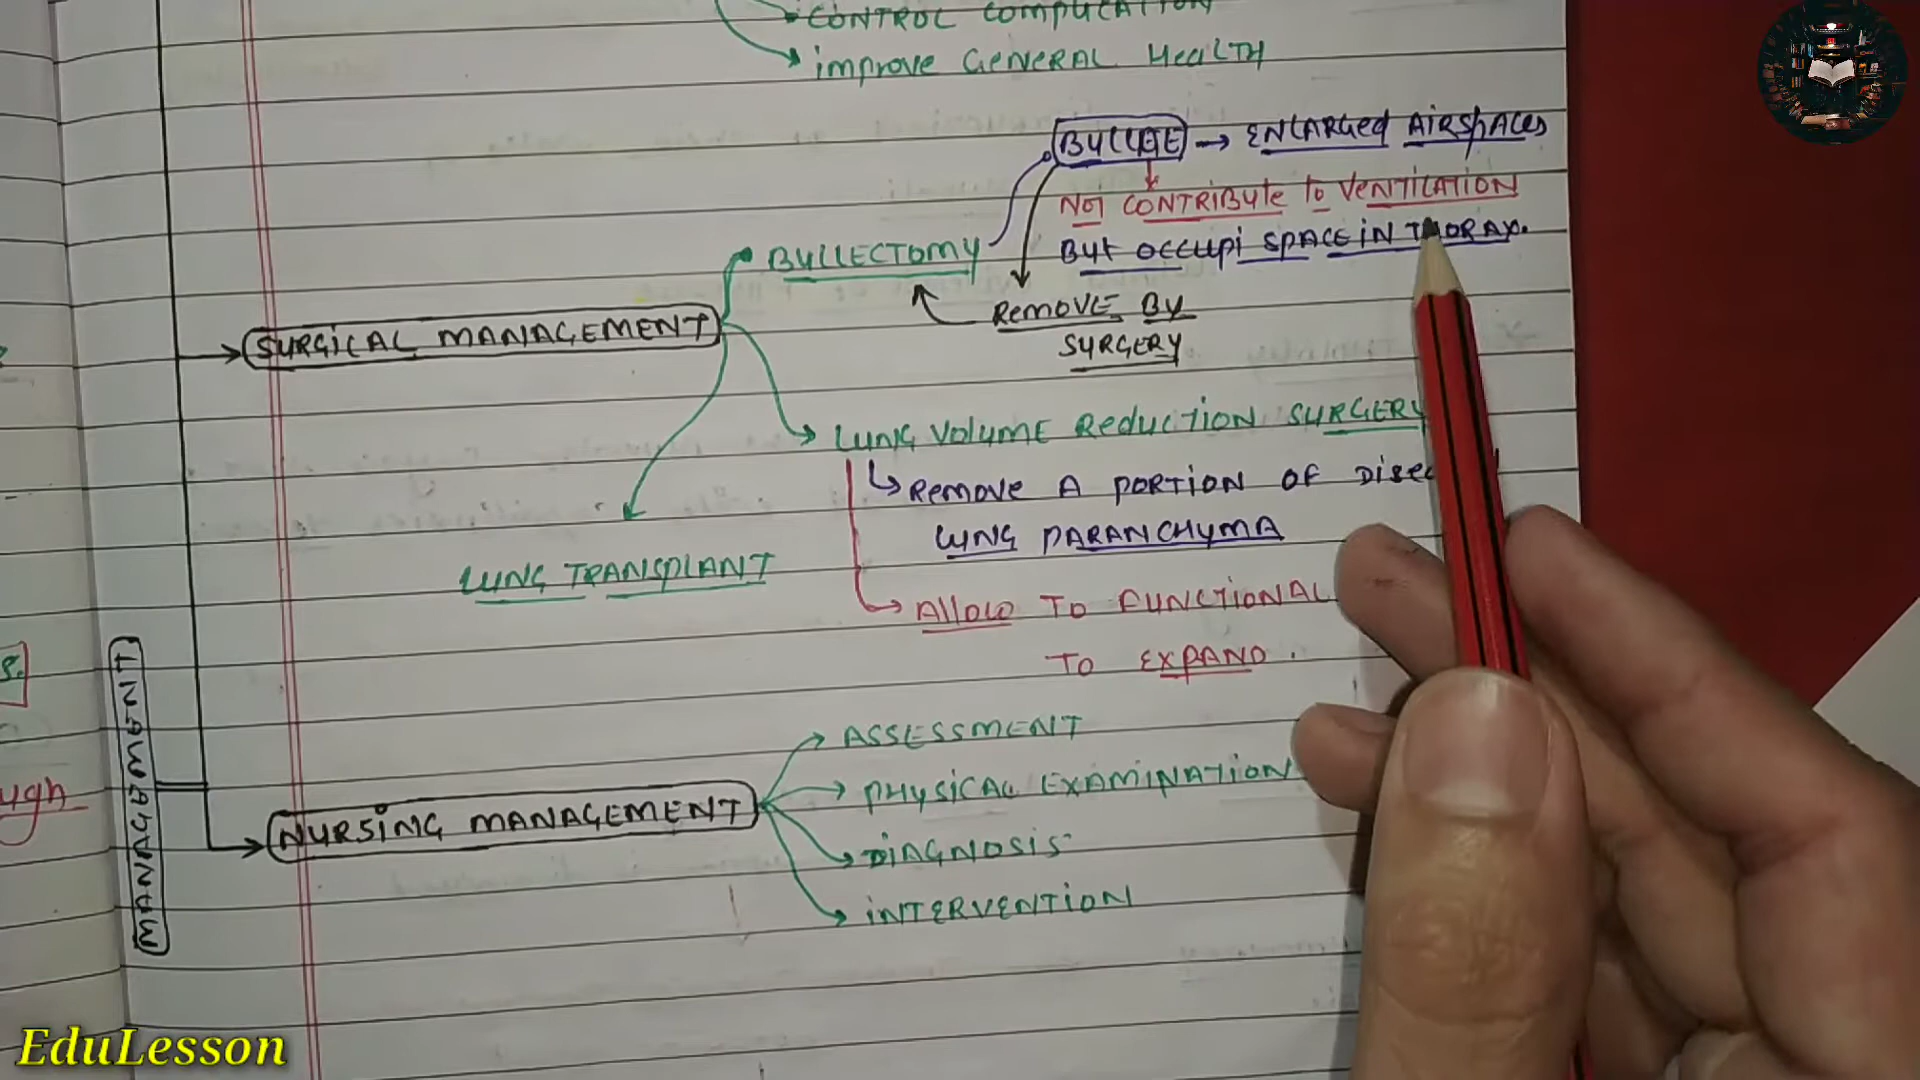 CONTROL COMPLICATION
improve GENERAL HeaLTH
BULLAE → ENLARGed AiRSpACes
NOT CONTRIBUte to VeNTiLATION
BUt OCCUpi SpACE iN THORAX.
BULLECTOMY
RemOVE BY
SURGERY
SURGiCAL MANAGEMENT
LUNG VOLUME ReductiON SURGERY
RemOVe A PORTION OF
LUNG PARANCHYMA
LUNG TRANSPLANT
Allow TO FUNCTIONAL
TO EXPAND.
MANAGEMENT
ASSESSMENT
PHYSiCAL EXAMiNATiON
NURSiNG MANAGEMENT
DiAGNOSiS
iNTERVENTiON
ugh
EduLesson